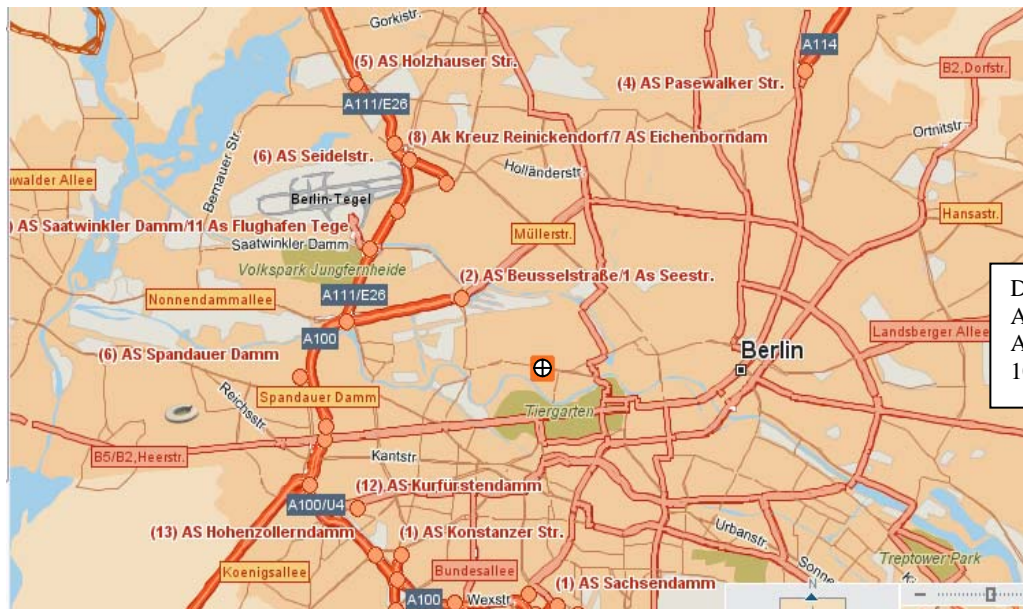 Gorkistr.
A114
(5) AS Holzhauser Str.
(4) AS Pasewalker Str.
B2,Dorfstr.
A111/E26
Ortnitstr.
(8) Ak Kreuz Reinickendorf/7 AS Eichenborndam
(6) AS Seidelstr.
Bernauer Str.
Holländerstr.
nwalder Allee
Berlin-Tegel
Hansastr.
) AS Saatwinkler Damm/11 As Flughafen Tege.
Müllerstr.
Saatwinkler Damm
Volkspark Jungfernheide
(2) AS Beusselstraße/1 As Seestr.
Nonnendammallee
A111/E26
D
A
A
1
Landsberger Allee
A100
(6) AS Spandauer Damm
Berlin
Spandauer Damm
Reichsstr.
Tiergarten
B5/B2,Heerstr.
Kantstr.
A100/U4
(12) AS Kurfürstendamm
(13) AS Hohenzollerndamm
(1) AS Konstanzer Str.
Urbanstr.
Treptower Park
Sonne
Koenigsallee
Bundesallee
(1) AS Sachsendamm
A100
Wexstr.
N